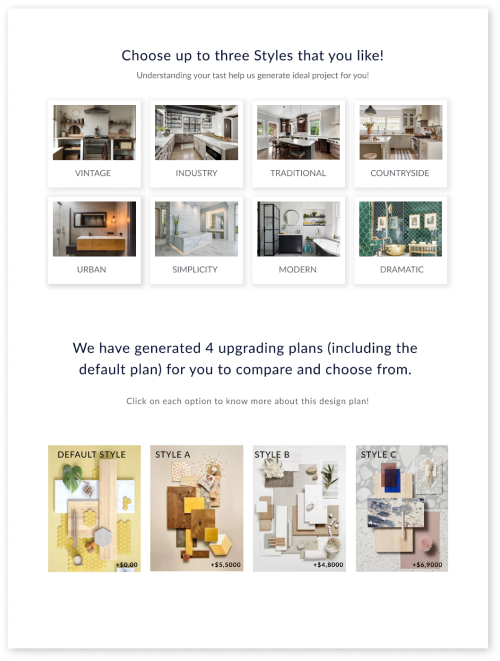 Choose up to three Styles that you like!
Understanding your tast help us generate ideal project for you!
VINTAGE
INDUSTRY
TRADITIONAL
COUNTRYSIDE
URBAN
SIMPLICITY
MODERN
DRAMATIC
We have generated 4 upgrading plans (including the
default plan) for you to compare and choose from.
Click on each option to know more about this design plan!
DEFAULT STYLE
STYLE A
STYLE B
STYLE C
+$0,00
+$5,5000
+$4,8000
+$6,9000